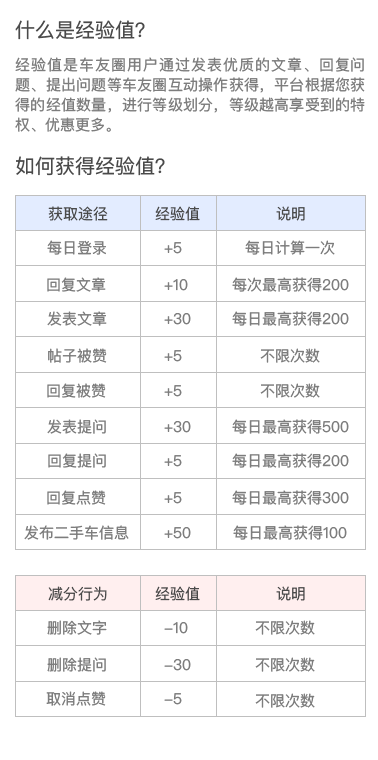 什么是经验值?
经验值是车友圈用户通过发表优质的文章、回复问
题、提出问题等车友圈互动操作获得，平台根据您获
得的经值数量，进行等级划分，等级越高享受到的特
权、优惠更多。
如何获得经验值?
获取途径 经验值 说明
每日登录 +5 每日计算一次
回复文章 +10 每次最高获得200
发表文章 +30 每日最高获得200
帖子被赞 +5 不限次数
回复被赞 +5 不限次数
发表提问 +30 每日最高获得500
回复提问 +5 每日最高获得200
回复点赞 +5 每日最高获得300
发布二手车信息 +50 每日最高获得100
减分行为 经验值 说明
删除文字 –10 不限次数
删除提问 –30 不限次数
取消点赞 –5 不限次数